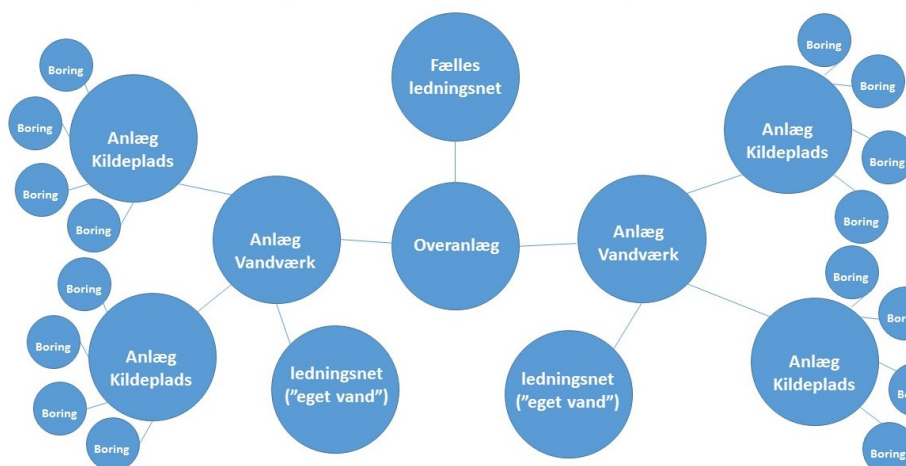 Boring
Boring
Boring
Boring
Anlæg
Kildeplads
Boring
Boring
Boring
Boring
Anlæg
Kildeplads
Anlæg
Vandværk
ledningsnet
(”eget vand”)
Fælles
ledningsnet
Overanlæg
Anlæg
Vandværk
ledningsnet
(”eget vand”)
Boring
Boring
Boring
Boring
Anlæg
Kildeplads
Boring
Boring
Anlæg
Kildeplads